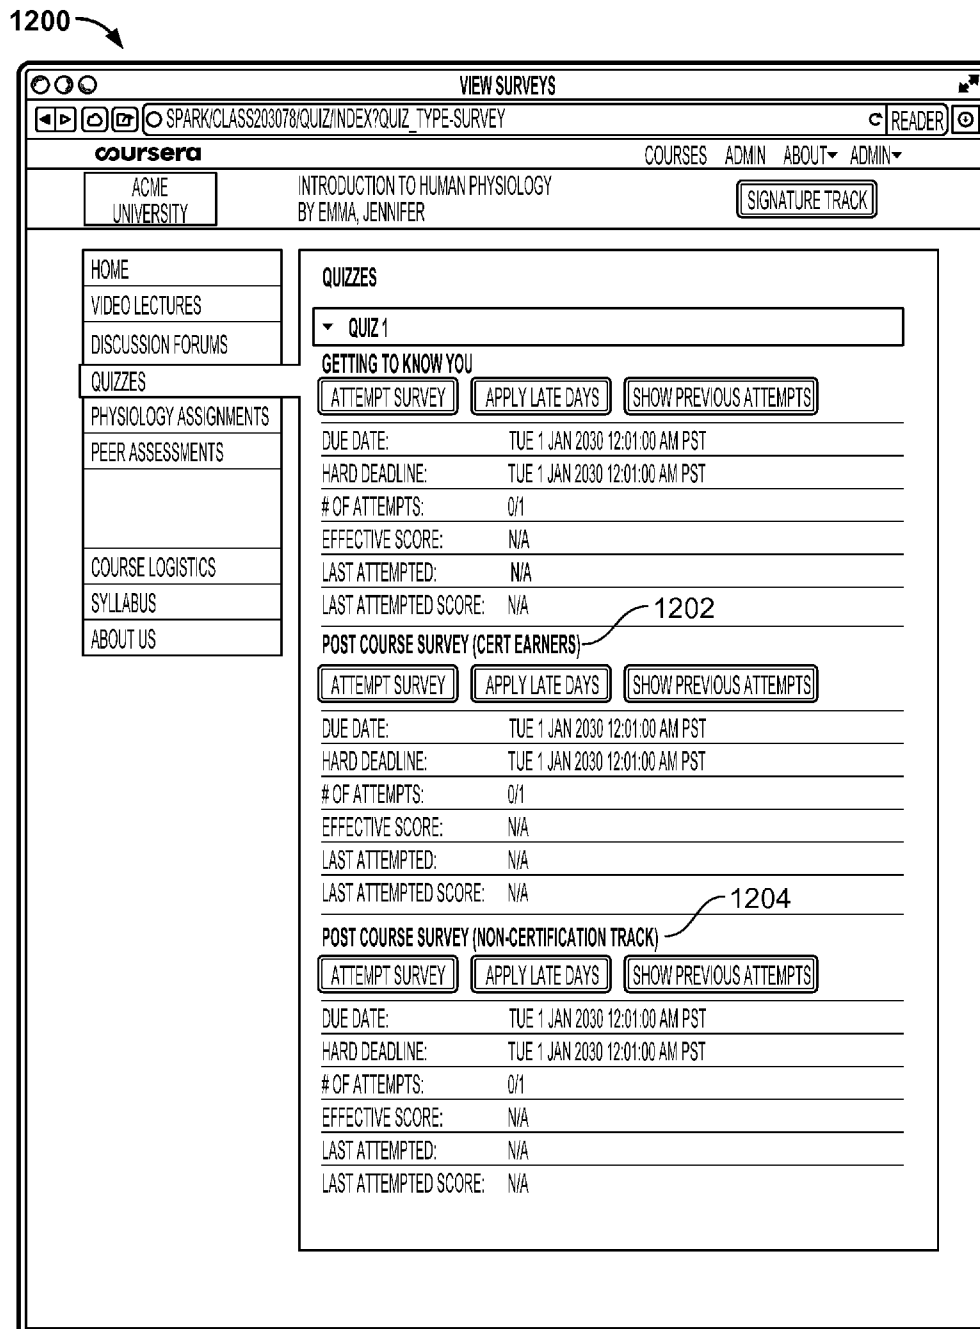 1200
VIEW SURVEYS
SPARK/CLASS203078/QUIZ/INDEX?QUIZ_TYPE-SURVEY READER
coursera COURSES ADMIN ABOUT ADMIN
ACME UNIVERSITY
INTRODUCTION TO HUMAN PHYSIOLOGY
BY EMMA, JENNIFER
SIGNATURE TRACK
HOME
VIDEO LECTURES
DISCUSSION FORUMS
QUIZZES
PHYSIOLOGY ASSIGNMENTS
PEER ASSESSMENTS
COURSE LOGISTICS
SYLLABUS
ABOUT US
QUIZZES
QUIZ 1
GETTING TO KNOW YOU
ATTEMPT SURVEY APPLY LATE DAYS SHOW PREVIOUS ATTEMPTS
DUE DATE: TUE 1 JAN 2030 12:01:00 AM PST
HARD DEADLINE: TUE 1 JAN 2030 12:01:00 AM PST
# OF ATTEMPTS: 0/1
EFFECTIVE SCORE: N/A
LAST ATTEMPTED: N/A
LAST ATTEMPTED SCORE: N/A
1202
POST COURSE SURVEY (CERT EARNERS)
ATTEMPT SURVEY APPLY LATE DAYS SHOW PREVIOUS ATTEMPTS
DUE DATE: TUE 1 JAN 2030 12:01:00 AM PST
HARD DEADLINE: TUE 1 JAN 2030 12:01:00 AM PST
# OF ATTEMPTS: 0/1
EFFECTIVE SCORE: N/A
LAST ATTEMPTED: N/A
LAST ATTEMPTED SCORE: N/A
1204
POST COURSE SURVEY (NON-CERTIFICATION TRACK)
ATTEMPT SURVEY APPLY LATE DAYS SHOW PREVIOUS ATTEMPTS
DUE DATE: TUE 1 JAN 2030 12:01:00 AM PST
HARD DEADLINE: TUE 1 JAN 2030 12:01:00 AM PST
# OF ATTEMPTS: 0/1
EFFECTIVE SCORE: N/A
LAST ATTEMPTED: N/A
LAST ATTEMPTED SCORE: N/A